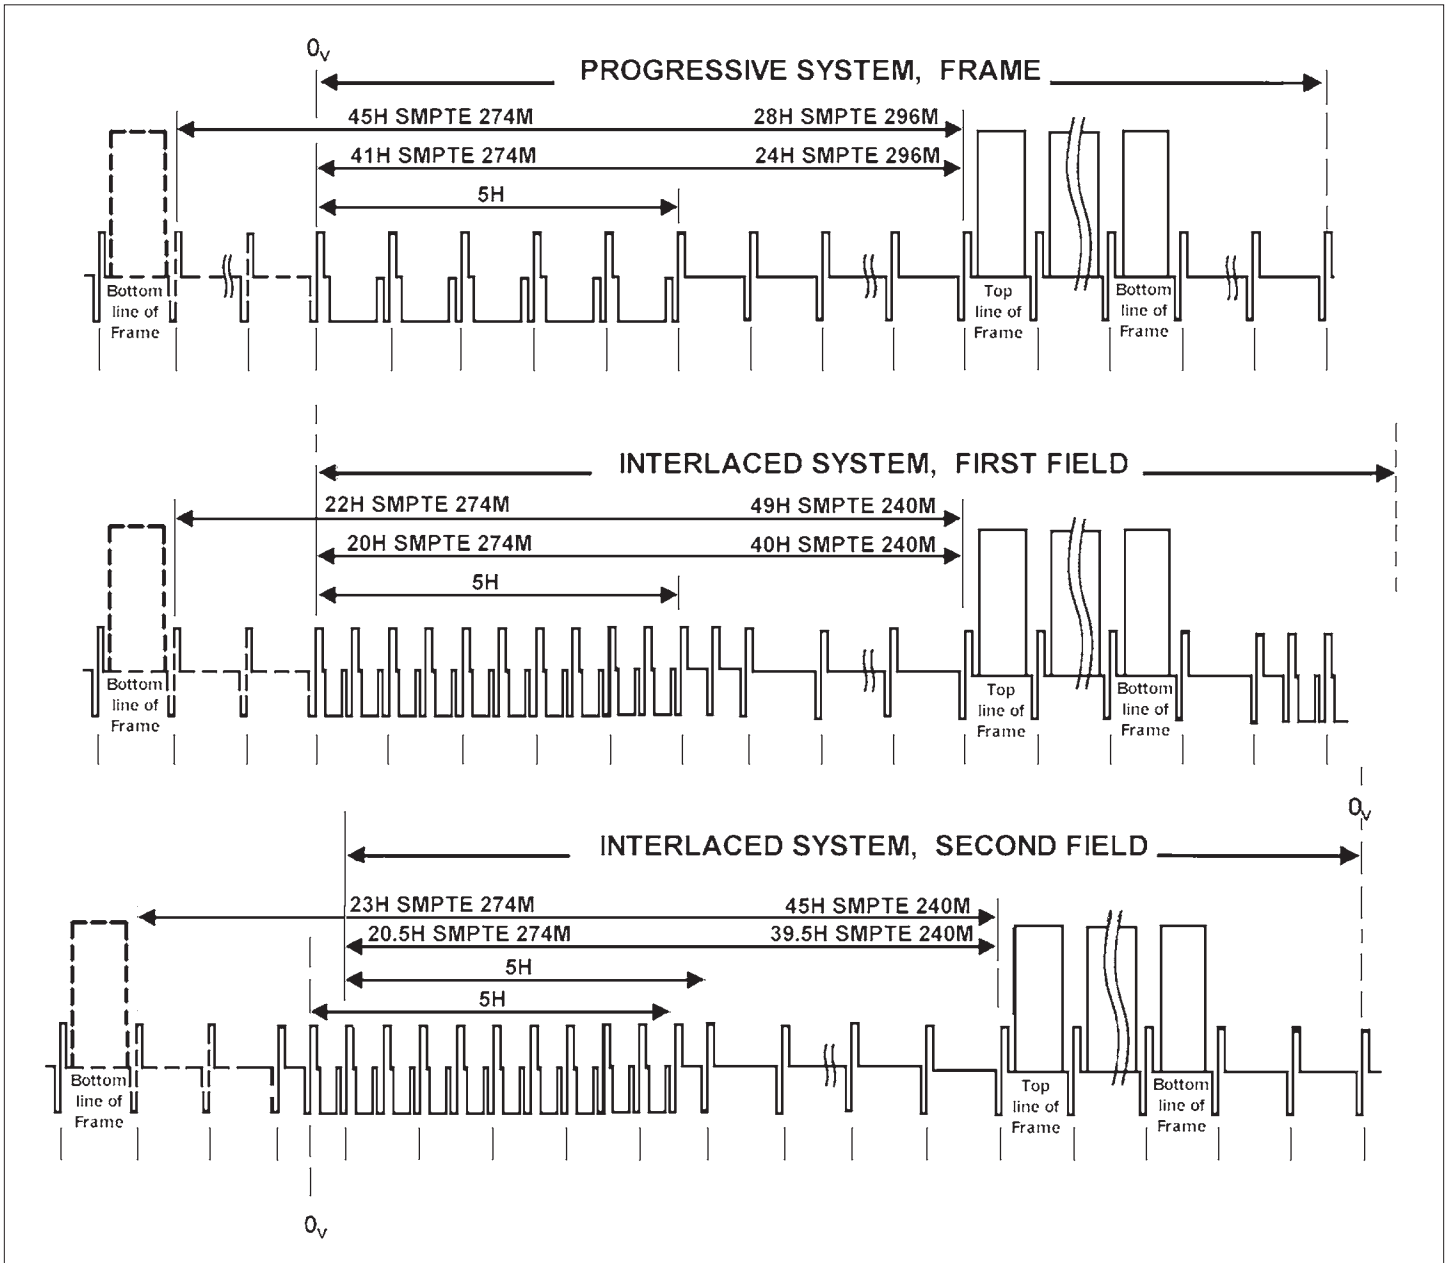 0V
PROGRESSIVE SYSTEM, FRAME
45H SMPTE 274M 28H SMPTE 296M
41H SMPTE 274M 24H SMPTE 296M
5H
Bottom
line of
Frame
Top
line of
Frame
Bottom
line of
Frame
INTERLACED SYSTEM, FIRST FIELD
22H SMPTE 274M 49H SMPTE 240M
20H SMPTE 274M 40H SMPTE 240M
5H
Bottom
line of
Frame
Top
line of
Frame
Bottom
line of
Frame
0V
INTERLACED SYSTEM, SECOND FIELD
23H SMPTE 274M 45H SMPTE 240M
20.5H SMPTE 274M 39.5H SMPTE 240M
5H
5H
Bottom
line of
Frame
Top
line of
Frame
Bottom
line of
Frame
0V